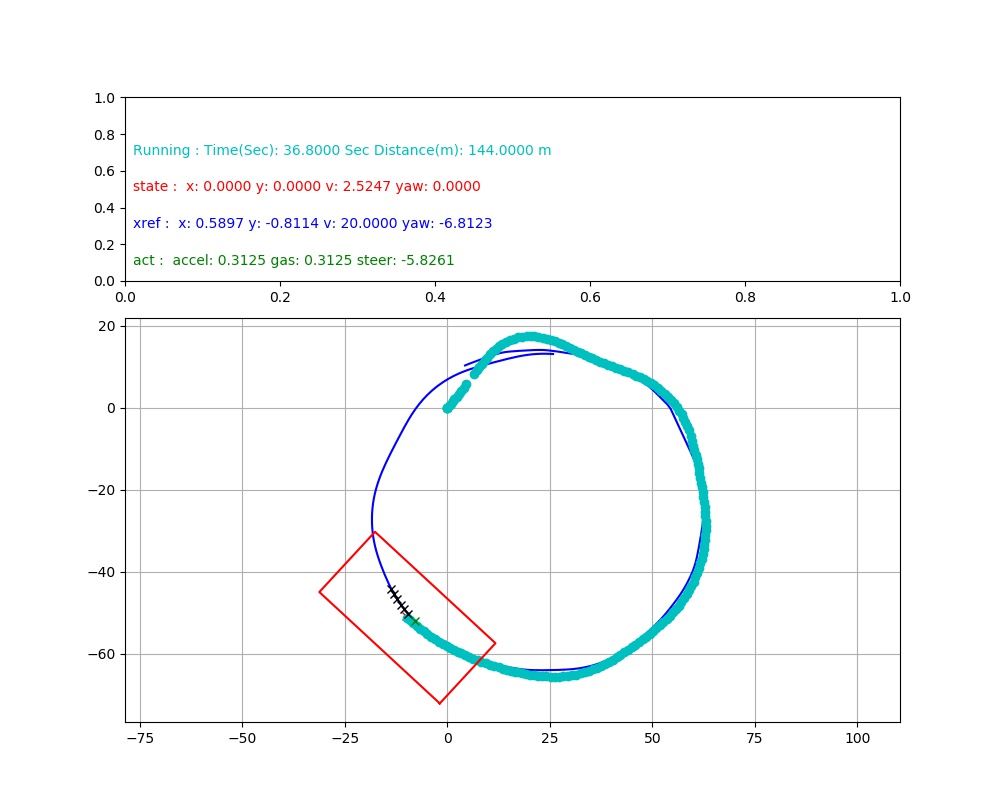 1.0
0.8
Running : Time(Sec): 36.8000 Sec Distance(m): 144.0000 m
0.6
state :  x: 0.0000 y: 0.0000 v: 2.5247 yaw: 0.0000
0.4
xref :  x: 0.5897 y: -0.8114 v: 20.0000 yaw: -6.8123
0.2
act :  accel: 0.3125 gas: 0.3125 steer: -5.8261
0.0
0.0 0.2 0.4 0.6 0.8 1.0
20
0
−20
−40
−60
−75 −50 −25 0 25 50 75 100